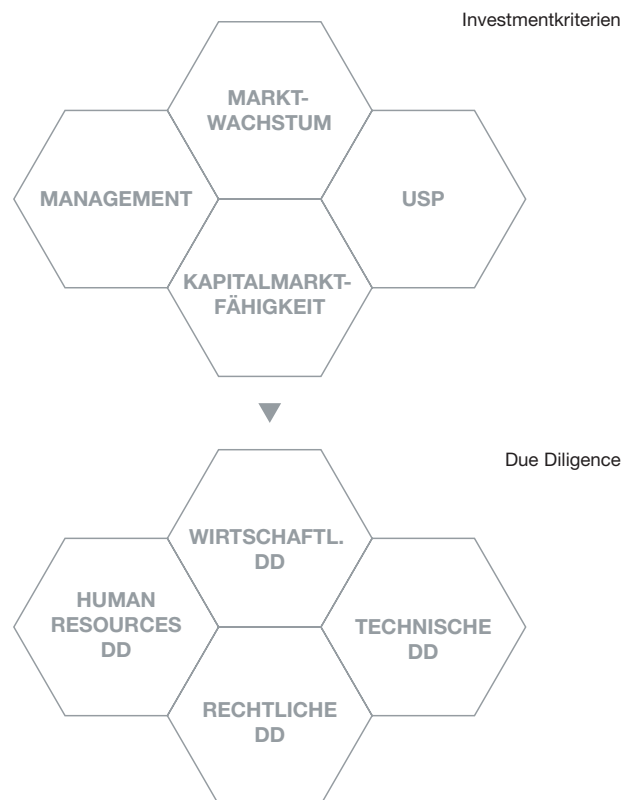 Investmentkriterien
MARKT-
WACHSTUM
MANAGEMENT
USP
KAPITALMARKT-
FÄHIGKEIT
Due Diligence
WIRTSCHAFTL.
DD
HUMAN
RESOURCES
DD
TECHNISCHE
DD
RECHTLICHE
DD